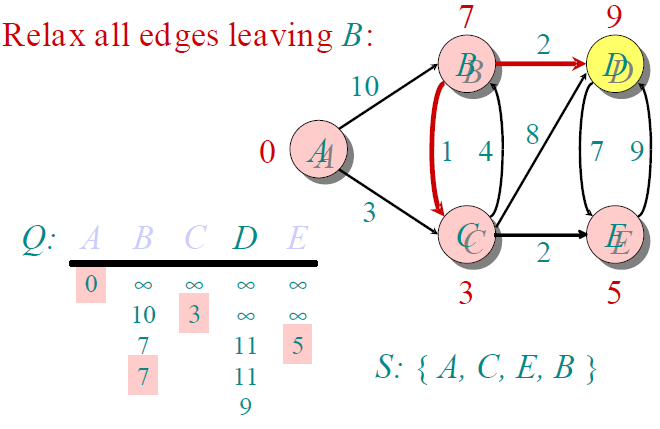 7 9
Relax all edges leaving B:
2
B D
10
A 0 1 4 8 7 9
3
Q: A B C D E
C 2 E
0 ∞ ∞ ∞ ∞
3 5
10 3 ∞ ∞
7 11 5
7 11
S: { A, C, E, B }
9